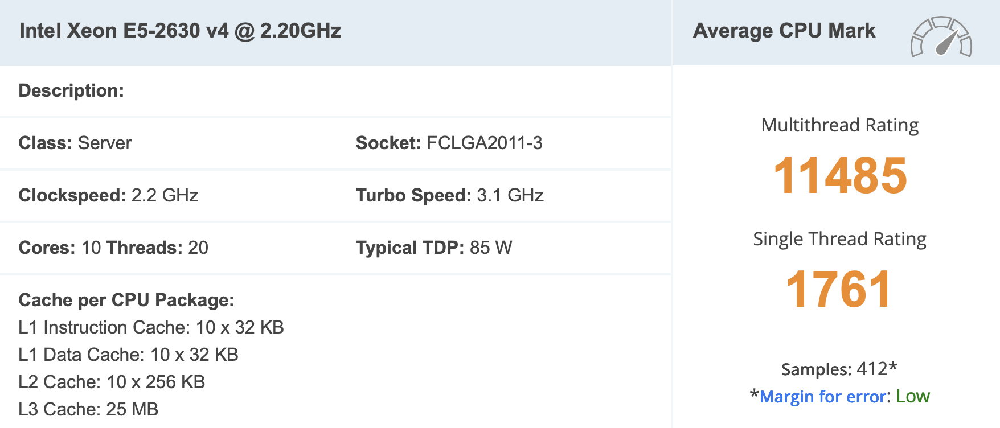 Intel Xeon E5-2630 v4 @ 2.20GHz
Description:
Class: Server
Socket: FCLGA2011-3
Clockspeed: 2.2 GHz
Turbo Speed: 3.1 GHz
Cores: 10 Threads: 20
Typical TDP: 85 W
Cache per CPU Package:
L1 Instruction Cache: 10 x 32 KB
L1 Data Cache: 10 x 32 KB
L2 Cache: 10 x 256 KB
L3 Cache: 25 MB
Average CPU Mark
Multithread Rating
11485
Single Thread Rating
1761
Samples: 412*
*Margin for error: Low